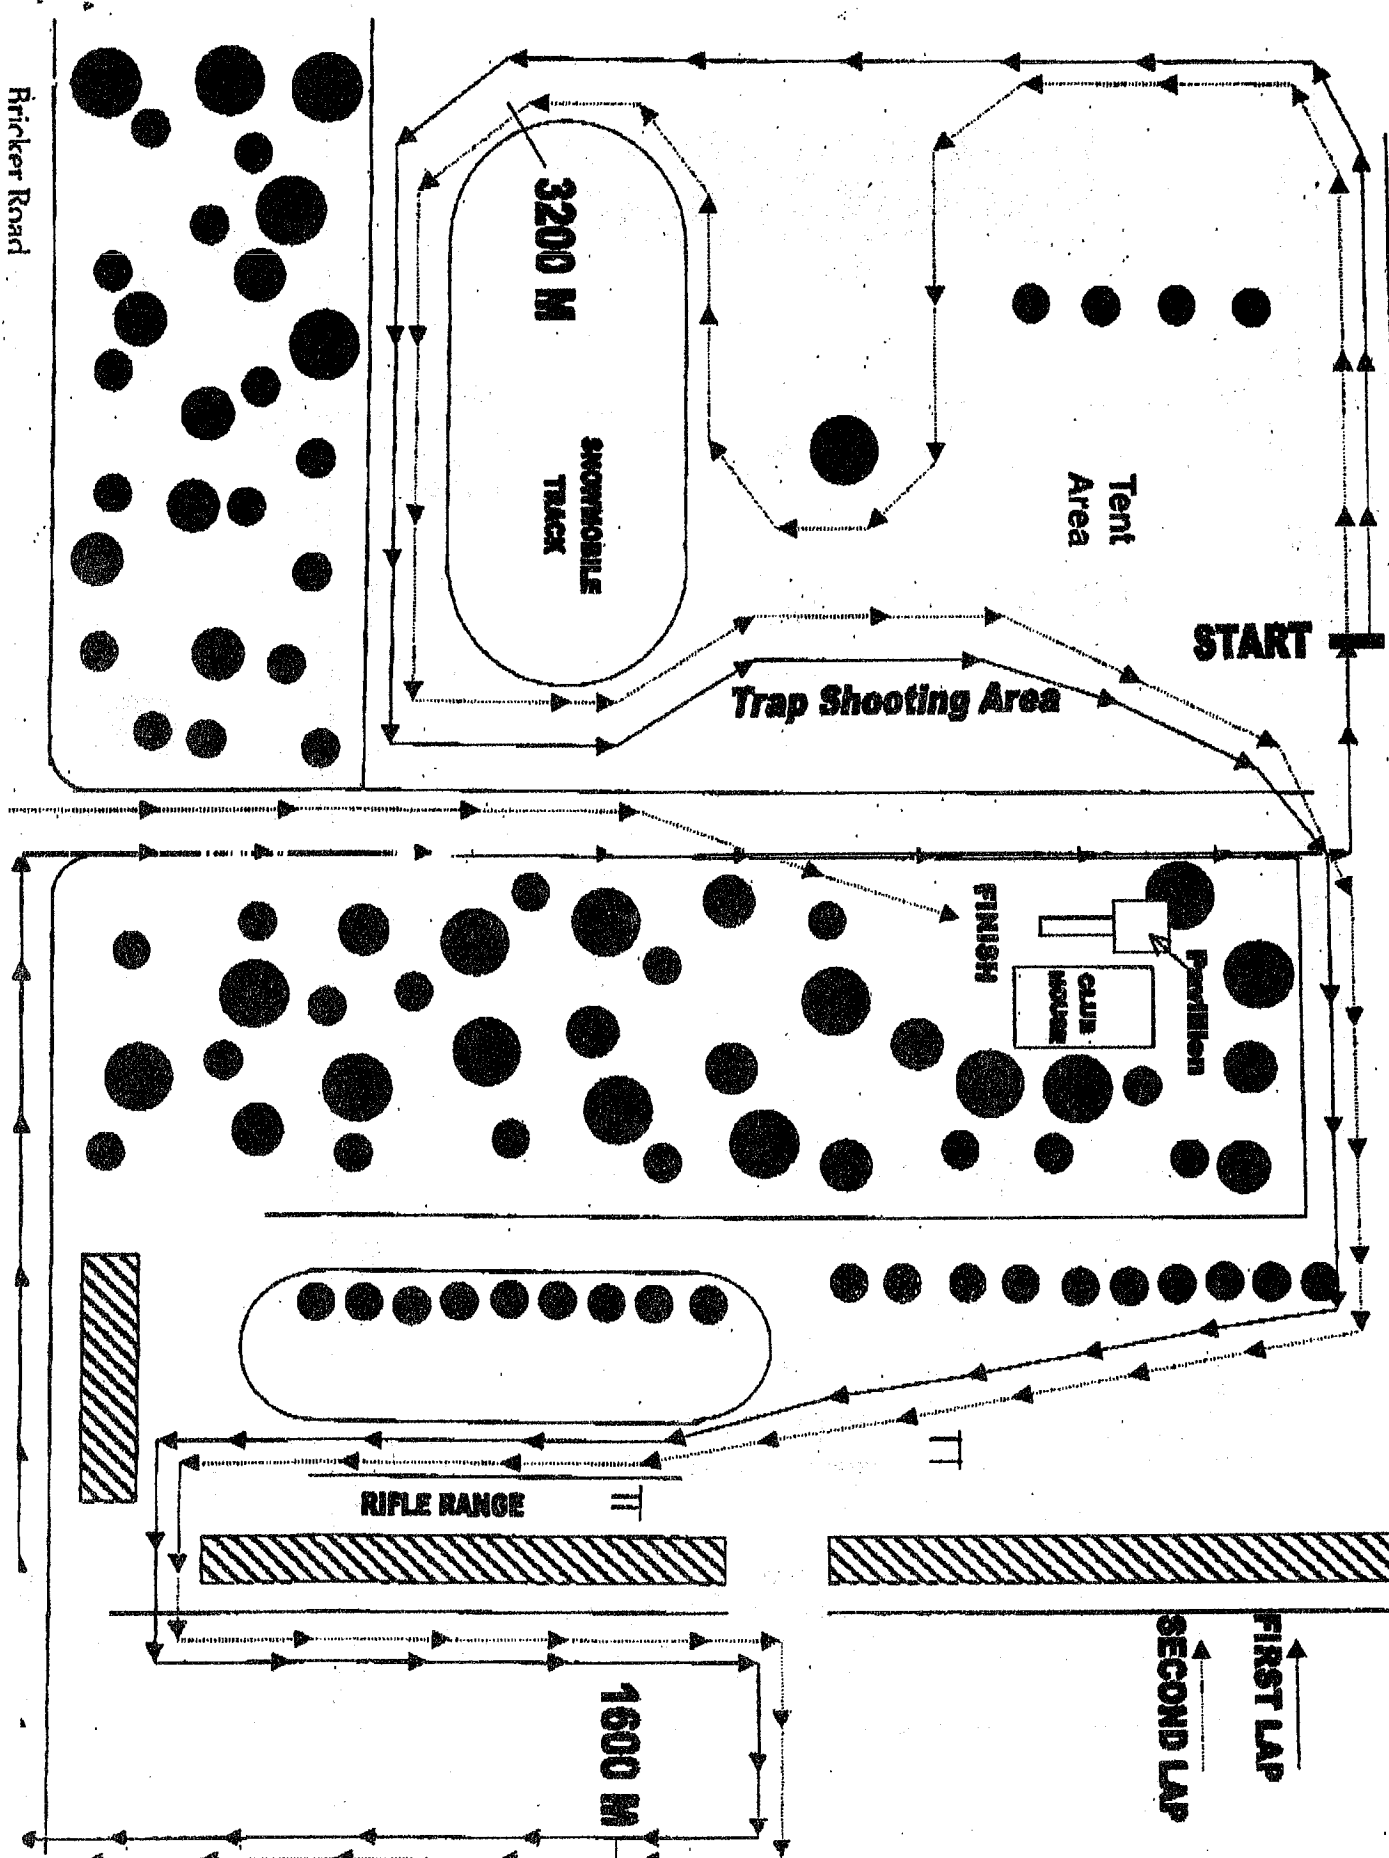 Bricker Road
3200 M
SNOWMOBILE
TRACK
Tent
Area
START
Trap Shooting Area
FINISH
Pavillion
CLUB
HOUSE
RIFLE RANGE
1600 M
FIRST LAP
SECOND LAP